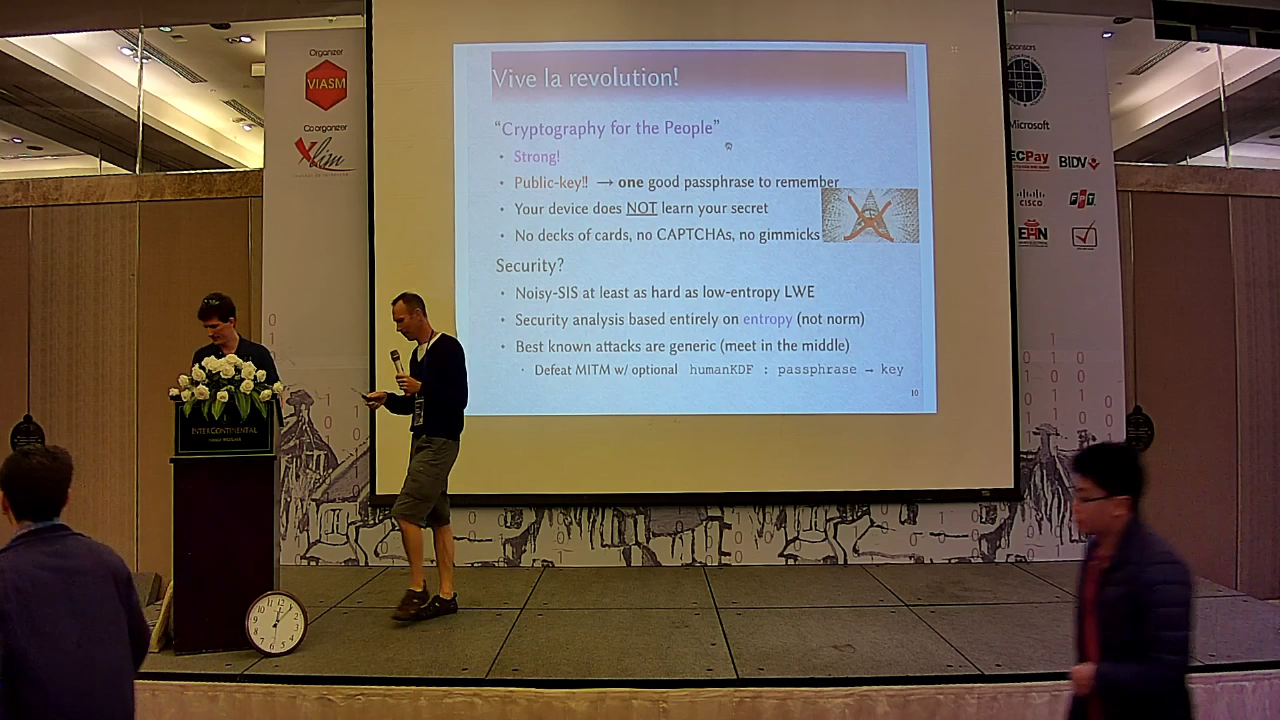 Organizer
VIASM
Co organizer
Xlim
Vive la revolution!
“Cryptography for the People”
• Strong!
• Public-key!! → one good passphrase to remember
• Your device does NOT learn your secret
• No decks of cards, no CAPTCHAs, no gimmicks
Security?
• Noisy-SIS at least as hard as low-entropy LWE
• Security analysis based entirely on entropy (not norm)
• Best known attacks are generic (meet in the middle)
• Defeat MITM w/ optional humanKDF : passphrase → key
10
Sponsors
Microsoft
ECPay
BIDV
CISCO
FPT
INTERCONTINENTAL